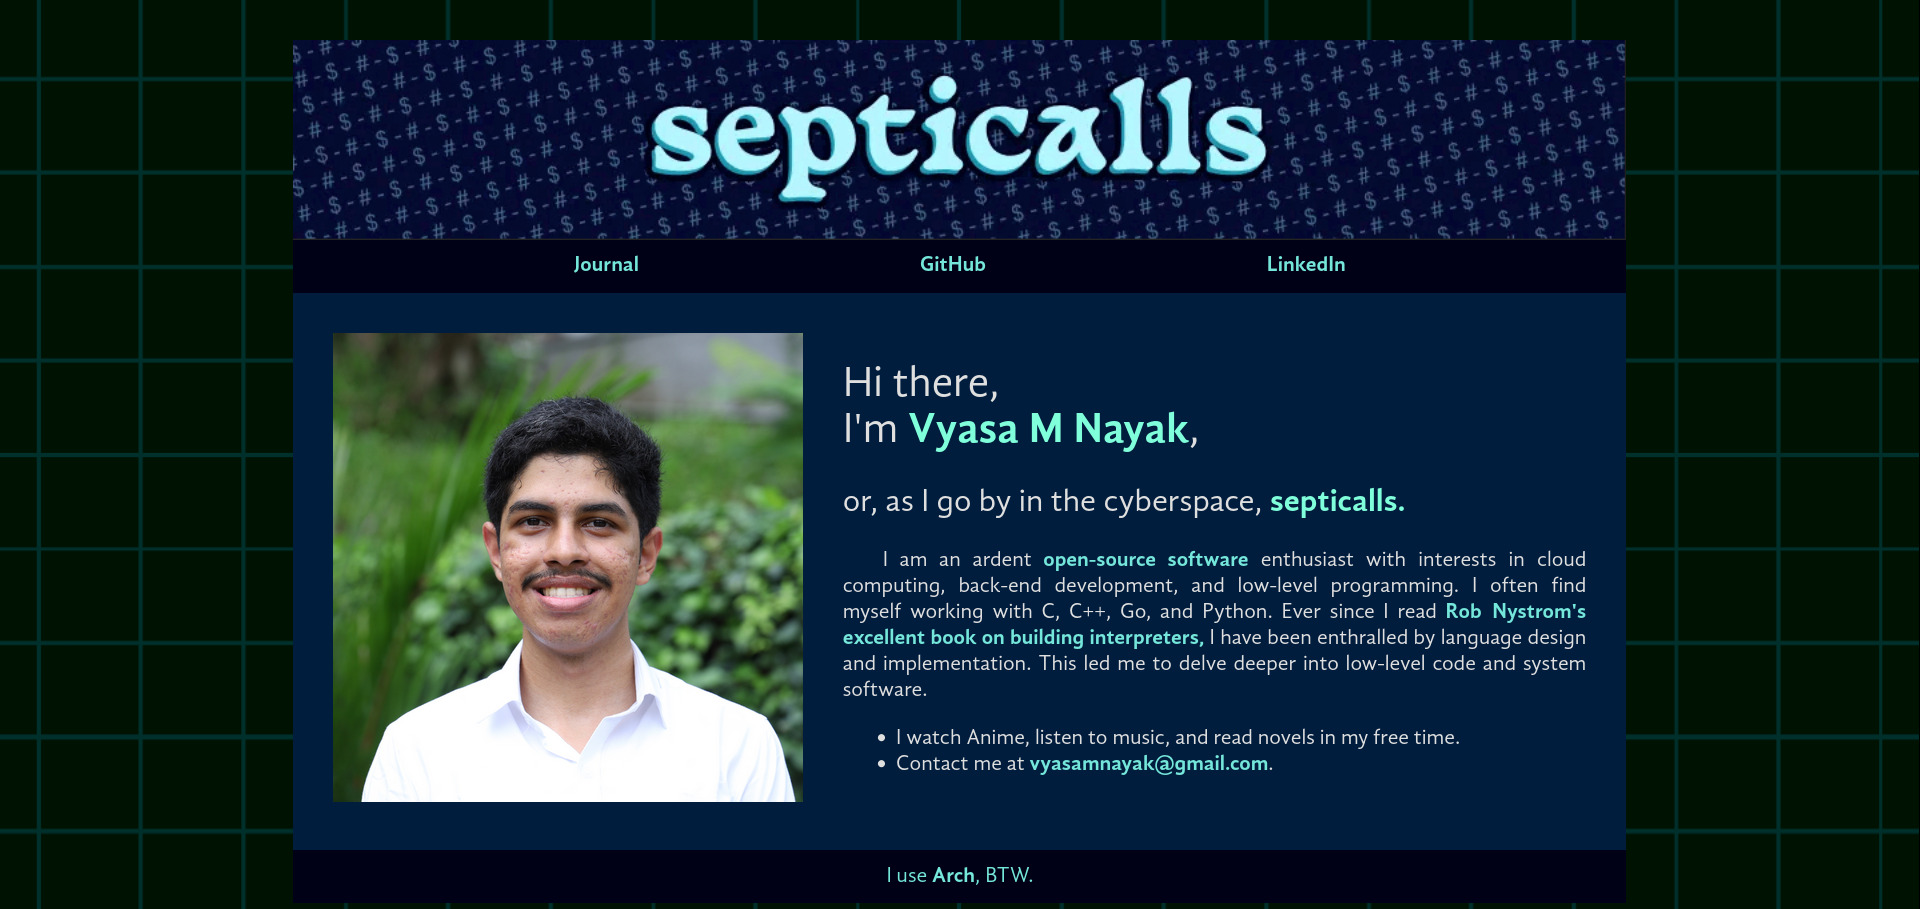 septicalls
Journal GitHub LinkedIn
Hi there,
I'm Vyasa M Nayak,
or, as I go by in the cyberspace, septicalls.
I am an ardent open-source software enthusiast with interests in cloud
computing, back-end development, and low-level programming. I often find
myself working with C, C++, Go, and Python. Ever since I read Rob Nystrom's
excellent book on building interpreters, I have been enthralled by language design
and implementation. This led me to delve deeper into low-level code and system
software.
• I watch Anime, listen to music, and read novels in my free time.
• Contact me at vyasamnayak@gmail.com.
I use Arch, BTW.